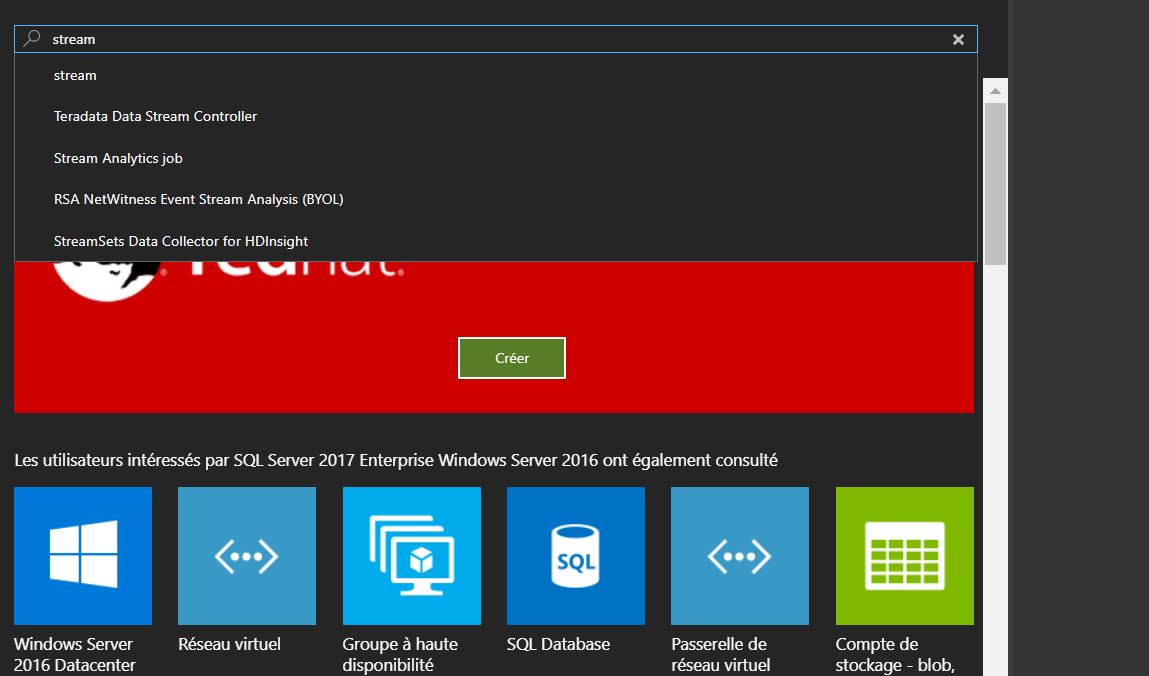 stream
stream
Teradata Data Stream Controller
Stream Analytics job
RSA NetWitness Event Stream Analysis (BYOL)
StreamSets Data Collector for HDInsight
redhat.
Créer
Les utilisateurs intéressés par SQL Server 2017 Enterprise Windows Server 2016 ont également consulté
SQL
Windows Server
2016 Datacenter
Réseau virtuel
Groupe à haute
disponibilité
SQL Database
Passerelle de
réseau virtuel
Compte de
stockage - blob,